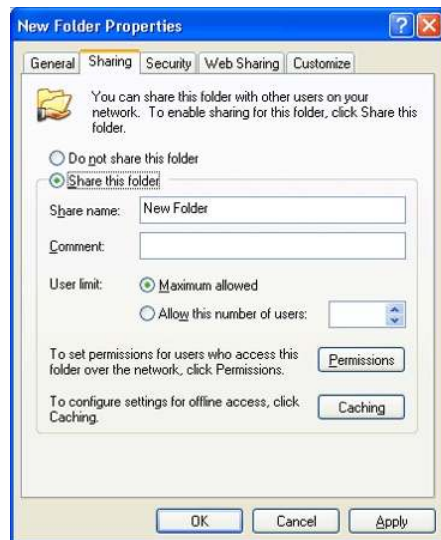 New Folder Properties
General Sharing Security Web Sharing Customize
You can share this folder with other users on your
network. To enable sharing for this folder, click Share this
folder.
Do not share this folder
Share this folder
Share name: New Folder
Comment:
User limit: Maximum allowed
Allow this number of users:
To set permissions for users who access this
folder over the network, click Permissions.
Permissions
To configure settings for offline access, click
Caching.
Caching
OK Cancel Apply